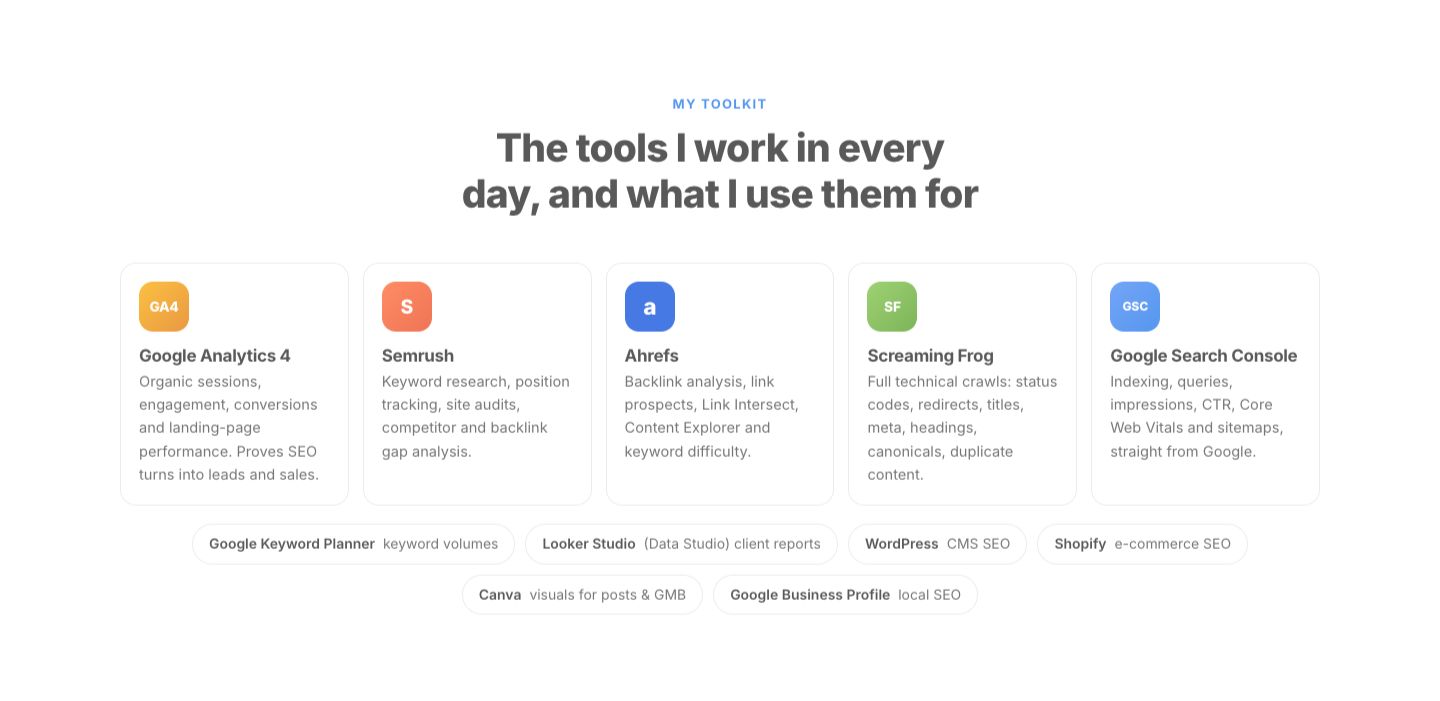 MY TOOLKIT
The tools I work in every
day, and what I use them for
GA4
Google Analytics 4
Organic sessions,
engagement, conversions
and landing-page
performance. Proves SEO
turns into leads and sales.
S
Semrush
Keyword research, position
tracking, site audits,
competitor and backlink
gap analysis.
a
Ahrefs
Backlink analysis, link
prospects, Link Intersect,
Content Explorer and
keyword difficulty.
SF
Screaming Frog
Full technical crawls: status
codes, redirects, titles,
meta, headings,
canonicals, duplicate
content.
GSC
Google Search Console
Indexing, queries,
impressions, CTR, Core
Web Vitals and sitemaps,
straight from Google.
Google Keyword Planner keyword volumes
Looker Studio (Data Studio) client reports
WordPress CMS SEO
Shopify e-commerce SEO
Canva visuals for posts & GMB
Google Business Profile local SEO